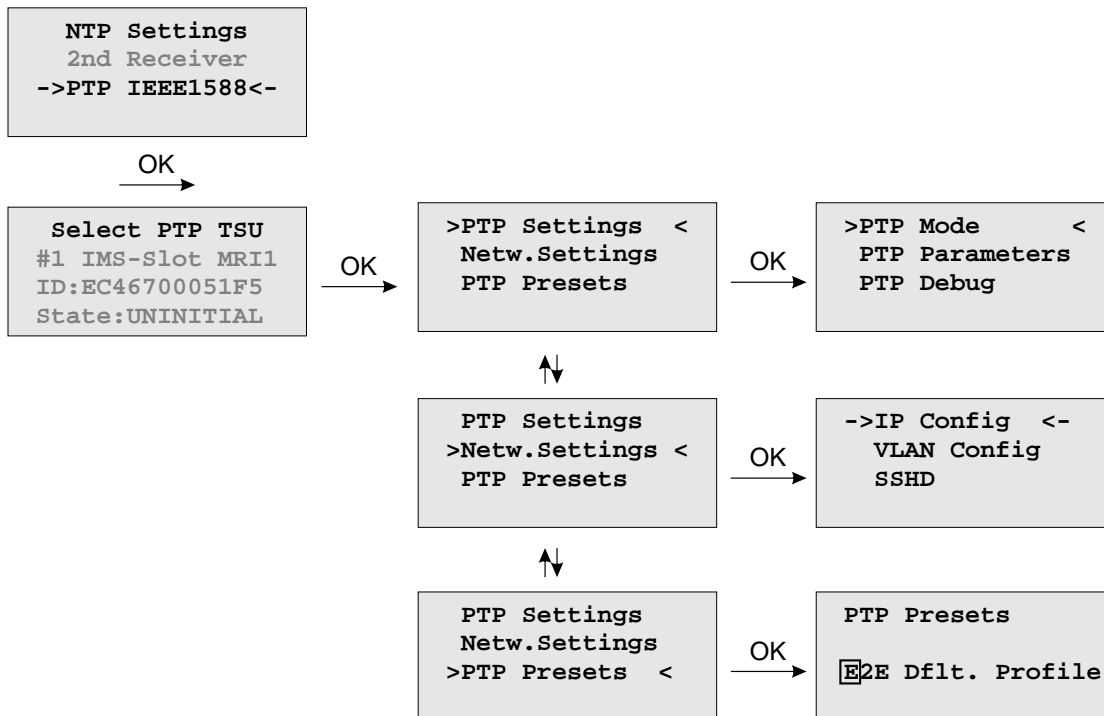 NTP Settings
2nd Receiver
->PTP IEEE1588<-
OK
Select PTP TSU
#1 IMS-Slot MRI1
ID:EC46700051F5
State:UNINITIAL
OK
>PTP Settings <
Netw.Settings
PTP Presets
OK
>PTP Mode <
PTP Parameters
PTP Debug
PTP Settings
>Netw.Settings <
PTP Presets
OK
->IP Config <-
VLAN Config
SSHD
PTP Settings
Netw.Settings
>PTP Presets <
OK
PTP Presets
E2E Dflt. Profile